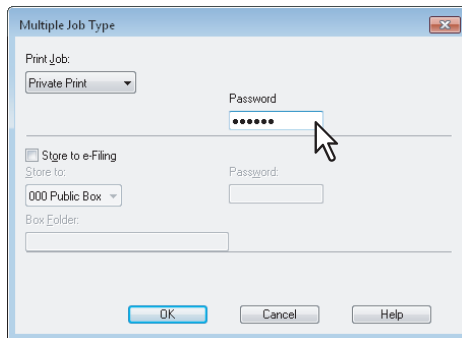 Multiple Job Type
Print Job:
Private Print
Password
••••••
Store to e-Filing
Store to: Password:
000 Public Box
Box Folder:
OK Cancel Help